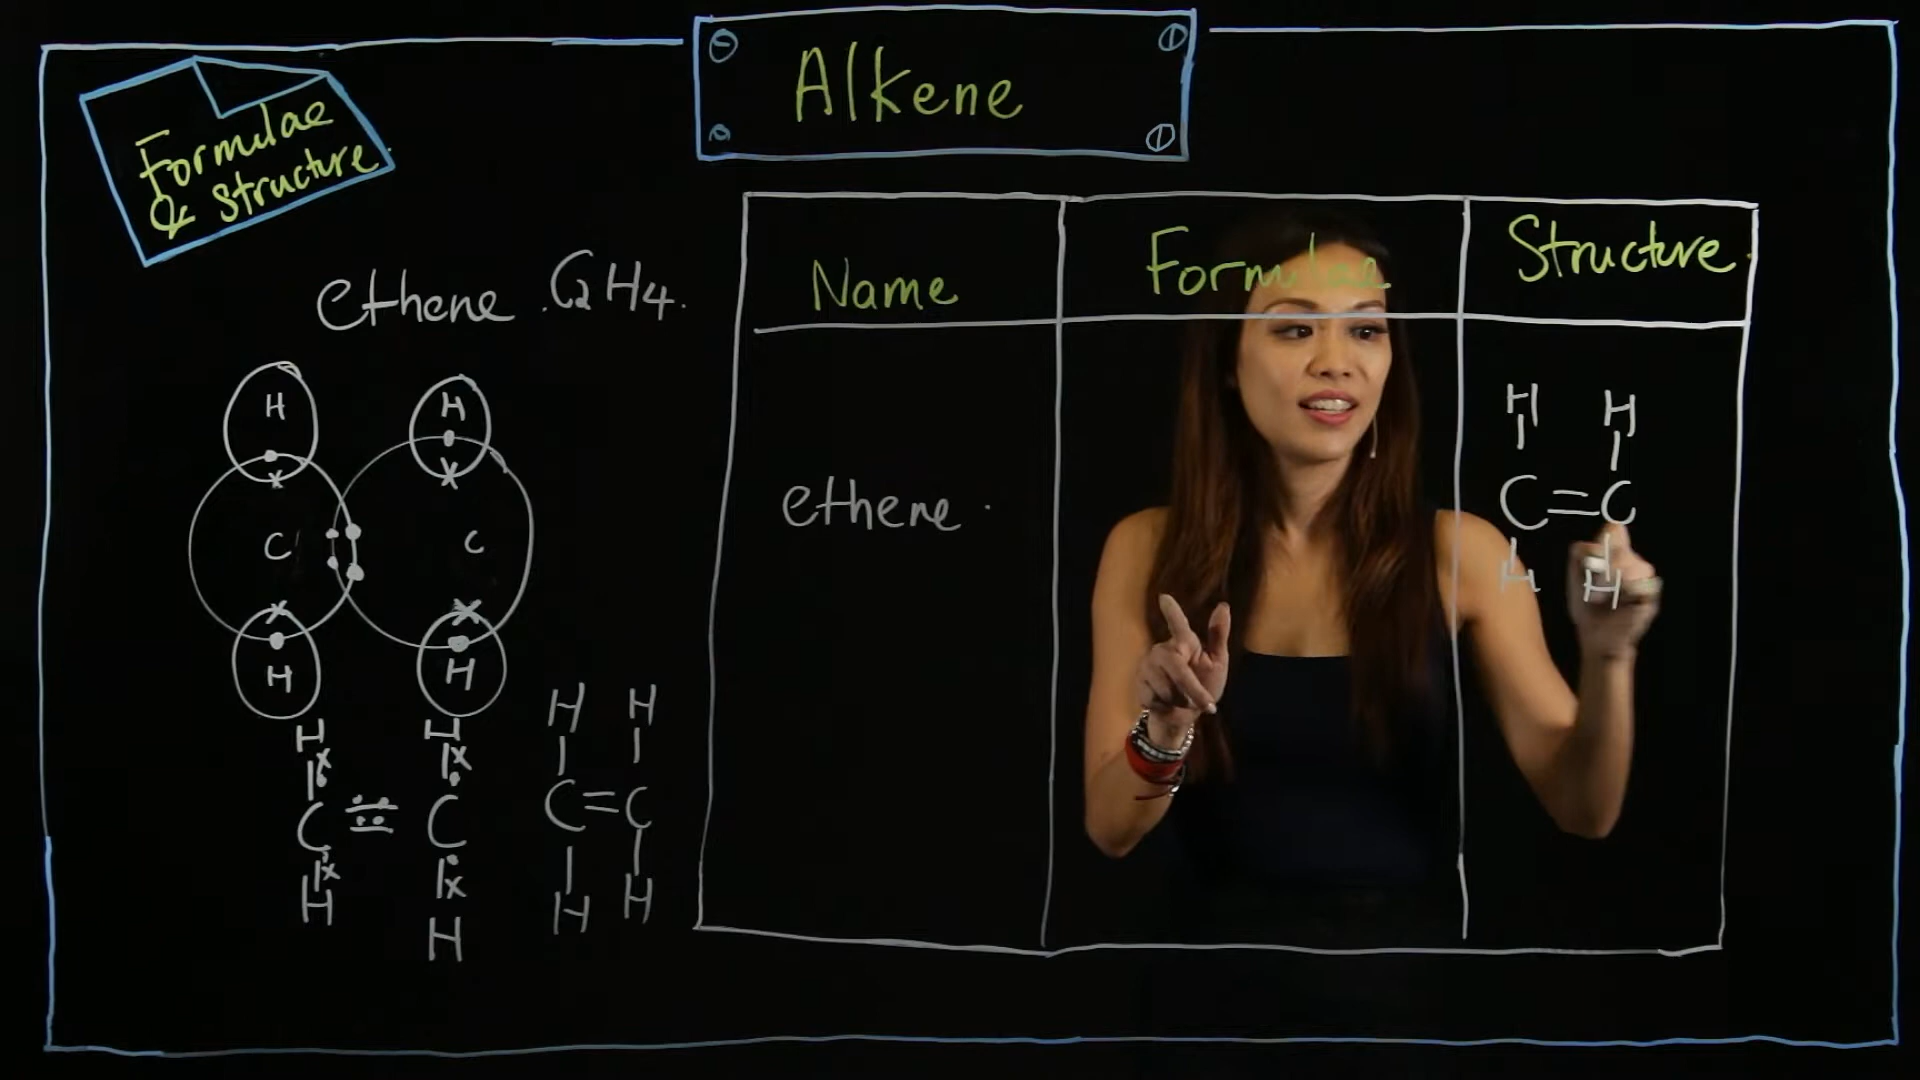 Alkene
Formulae
& structure.
ethene .C2H4.
H H
C C
H H
H H
x x
C :: C
x x
H H
H H
C=C
H H
Name Formulae Structure.
ethene.
H H
C=C
H H